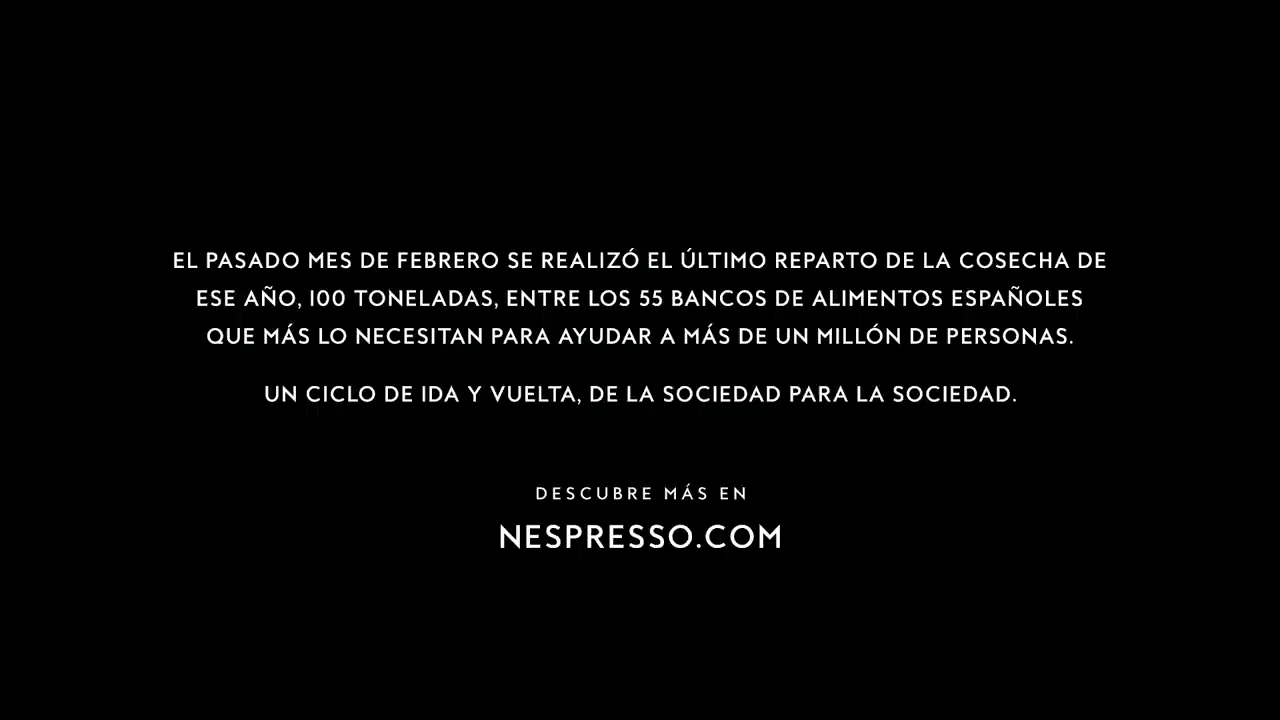 EL PASADO MES DE FEBRERO SE REALIZÓ EL ÚLTIMO REPARTO DE LA COSECHA DE
ESE AÑO, 100 TONELADAS, ENTRE LOS 55 BANCOS DE ALIMENTOS ESPAÑOLES
QUE MÁS LO NECESITAN PARA AYUDAR A MÁS DE UN MILLÓN DE PERSONAS.
UN CICLO DE IDA Y VUELTA, DE LA SOCIEDAD PARA LA SOCIEDAD.
DESCUBRE MÁS EN
NESPRESSO.COM